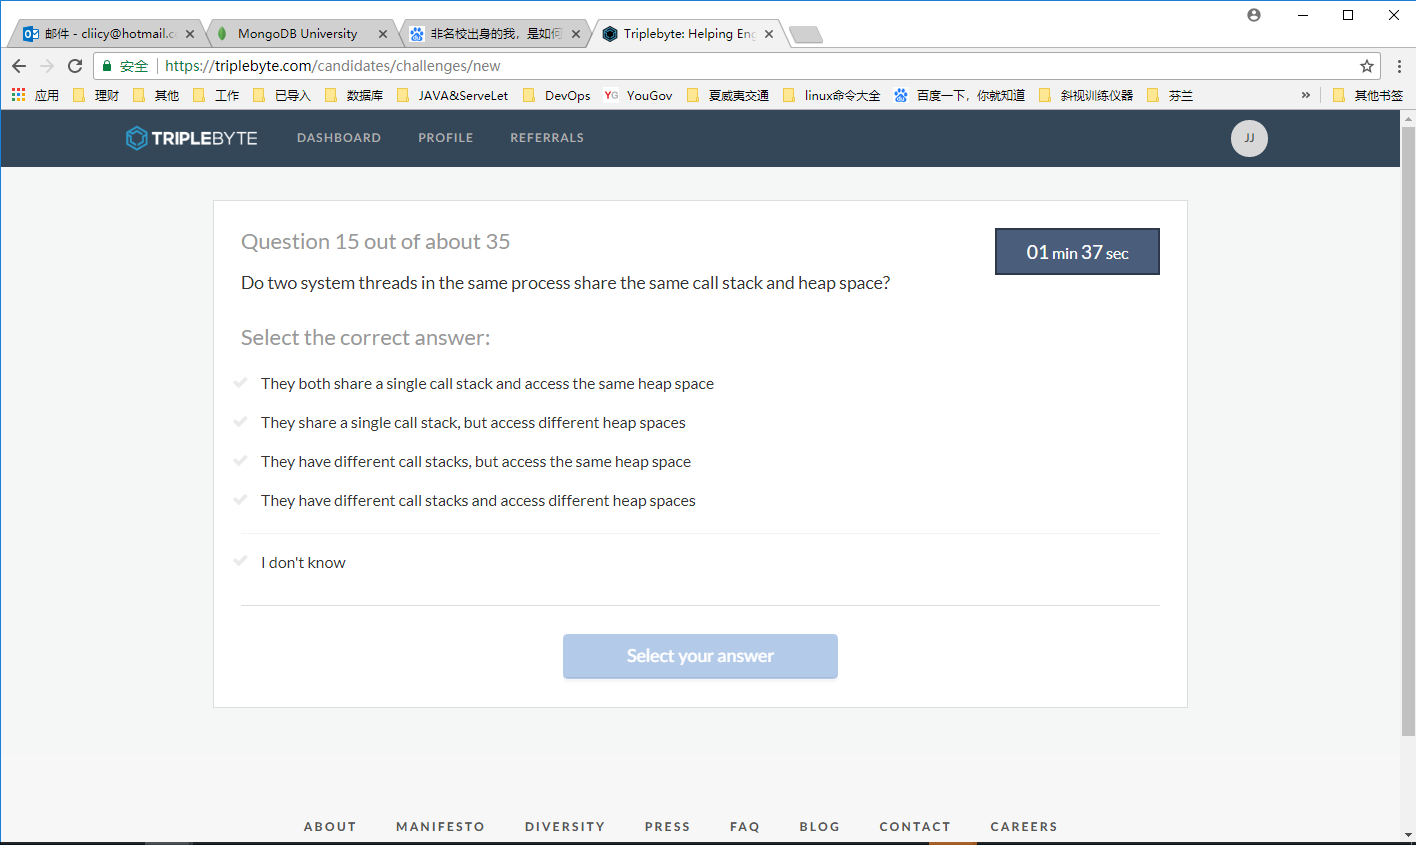 邮件 - cliicy@hotmail.c
MongoDB University
非名校出身的我，是如何
Triplebyte: Helping Eng
安全
https://triplebyte.com/candidates/challenges/new
应用 理财 其他 工作 已导入 数据库 JAVA&ServeLet DevOps YG YouGov 夏威夷交通 linux命令大全 百度一下，你就知道 斜视训练仪器 芬兰 » 其他书签
TRIPLEBYTE DASHBOARD PROFILE REFERRALS JJ
Question 15 out of about 35
01 min 37 sec
Do two system threads in the same process share the same call stack and heap space?
Select the correct answer:
They both share a single call stack and access the same heap space
They share a single call stack, but access different heap spaces
They have different call stacks, but access the same heap space
They have different call stacks and access different heap spaces
I don't know
Select your answer
ABOUT MANIFESTO DIVERSITY PRESS FAQ BLOG CONTACT CAREERS